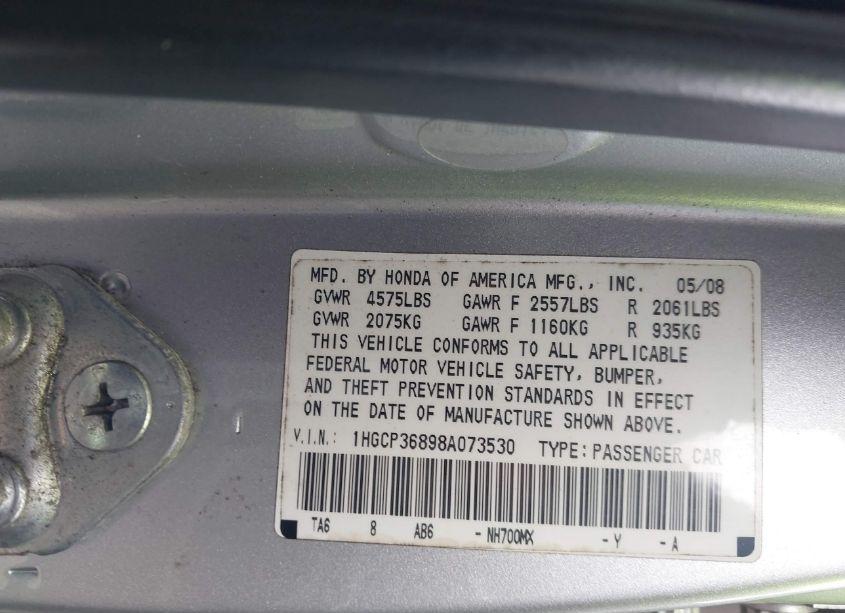 MFD. BY HONDA OF AMERICA MFG., INC. 05/08
GVWR 4575LBS GAWR F 2557LBS R 2061LBS
GVWR 2075KG GAWR F 1160KG R 935KG
THIS VEHICLE CONFORMS TO ALL APPLICABLE
FEDERAL MOTOR VEHICLE SAFETY, BUMPER,
AND THEFT PREVENTION STANDARDS IN EFFECT
ON THE DATE OF MANUFACTURE SHOWN ABOVE.
V.I.N.: 1HGCP36898A073530 TYPE: PASSENGER CAR
TA6 8 AB6 - NH700MX - Y - A